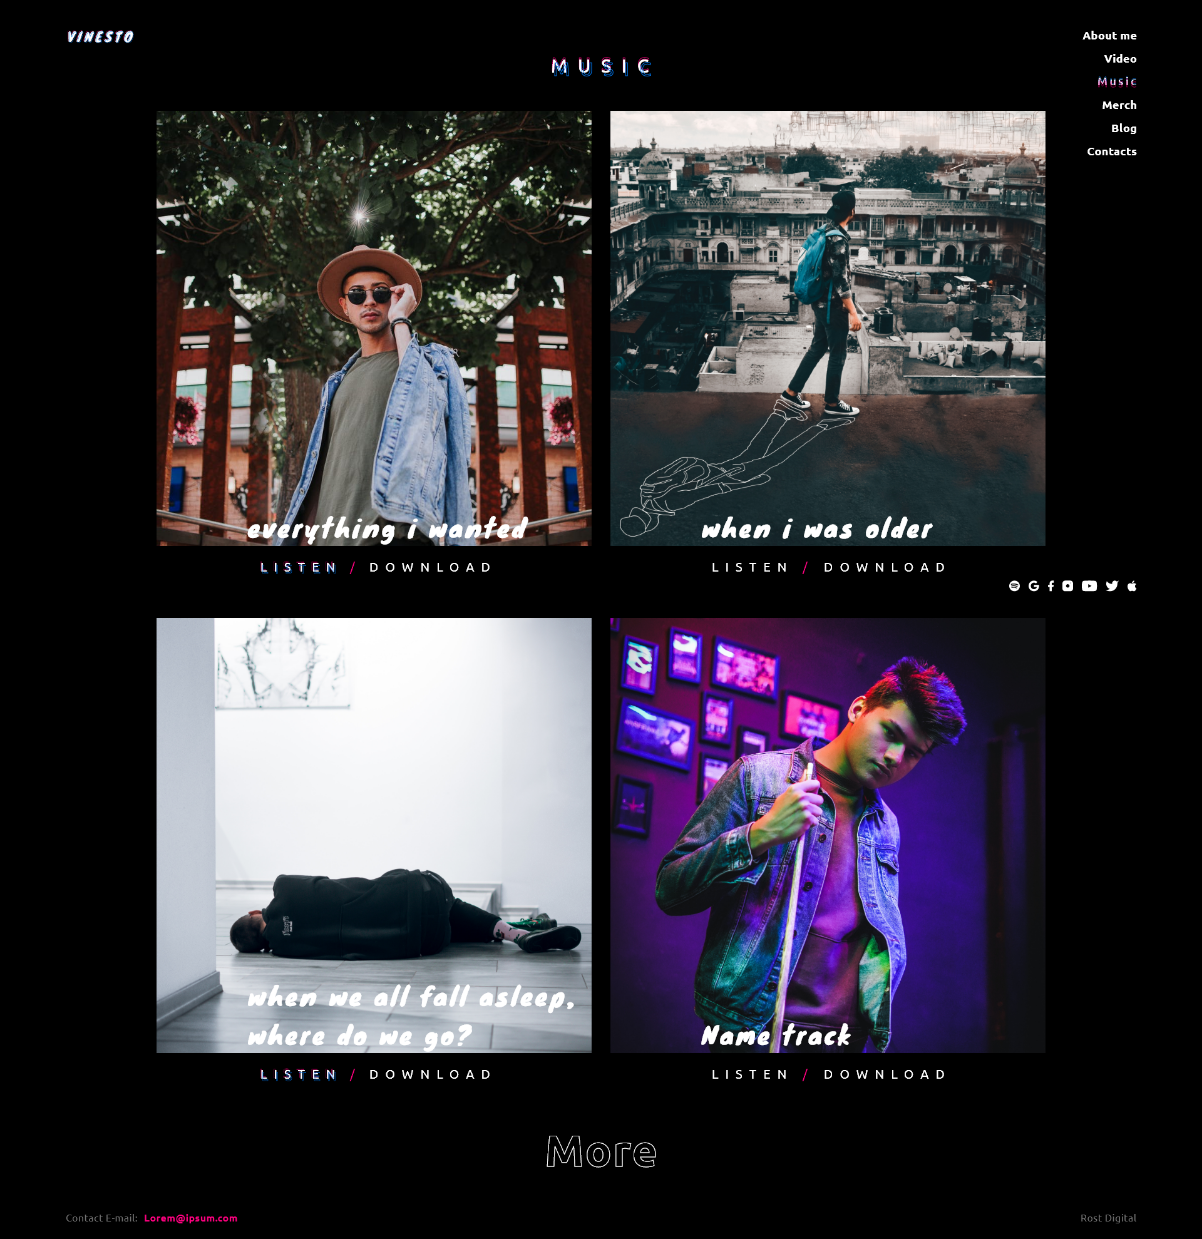 VINESTO
About me
MUSIC
Video
Music
Merch
Blog
Contacts
everything i wanted
when i was older
LISTEN / DOWNLOAD
LISTEN / DOWNLOAD
when we all fall asleep,
where do we go?
Name track
LISTEN / DOWNLOAD
LISTEN / DOWNLOAD
More
Contact E-mail: Lorem@ipsum.com
Rost Digital